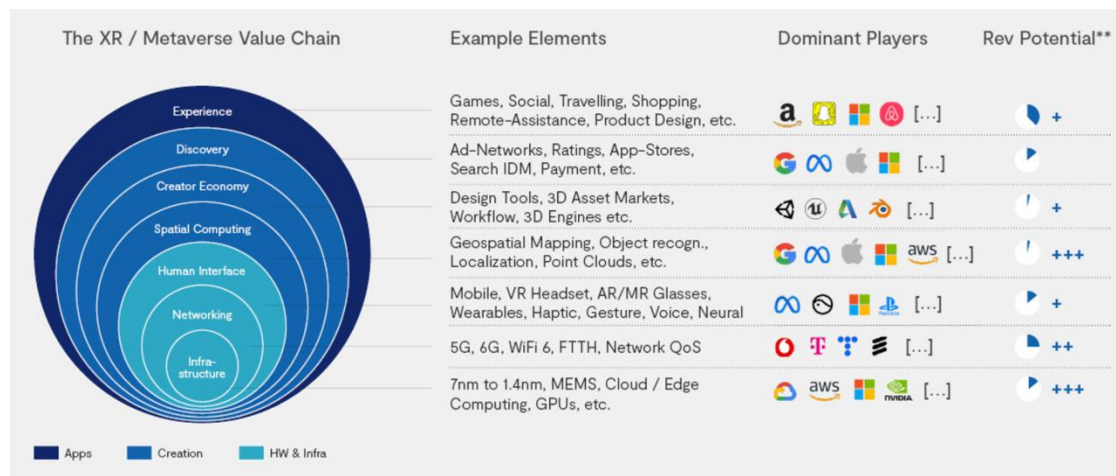 The XR / Metaverse Value Chain
Example Elements
Dominant Players
Rev Potential**
Experience
Discovery
Creator Economy
Spatial Computing
Human Interface
Networking
Infra-
structure
Games, Social, Travelling, Shopping,
Remote-Assistance, Product Design, etc.
a
[...]
+
Ad-Networks, Ratings, App-Stores,
Search IDM, Payment, etc.
[...]
Design Tools, 3D Asset Markets,
Workflow, 3D Engines etc.
[...]
+
Geospatial Mapping, Object recogn.,
Localization, Point Clouds, etc.
aws
[...]
+++
Mobile, VR Headset, AR/MR Glasses,
Wearables, Haptic, Gesture, Voice, Neural
[...]
+
5G, 6G, WiFi 6, FTTH, Network QoS
T
[...]
++
7nm to 1.4nm, MEMS, Cloud / Edge
Computing, GPUs, etc.
aws
NVIDIA
[...]
+++
Apps
Creation
HW & Infra